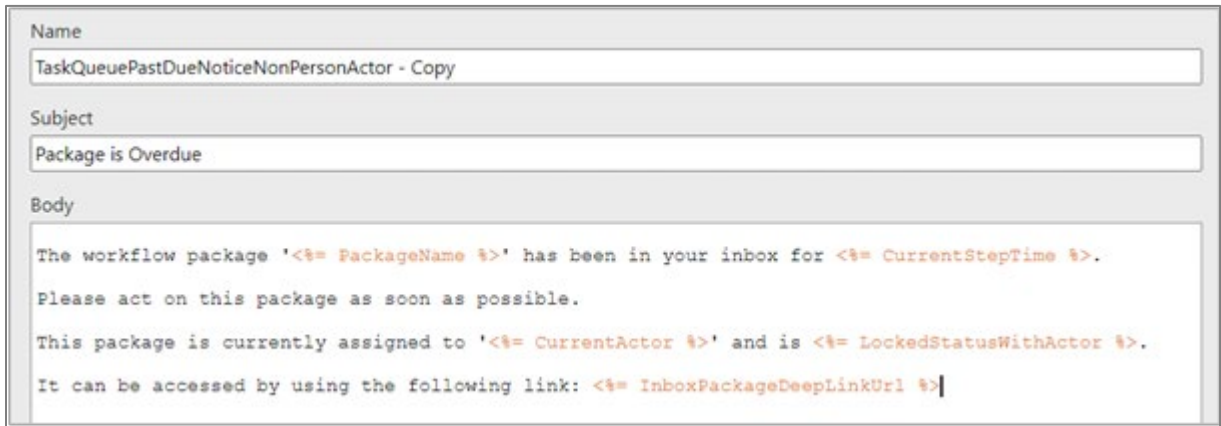 Name
TaskQueuePastDueNoticeNonPersonActor - Copy
Subject
Package is Overdue
Body
The workflow package '<%= PackageName %>' has been in your inbox for <%= CurrentStepTime %>.
Please act on this package as soon as possible.
This package is currently assigned to '<%= CurrentActor %>' and is <%= LockedStatusWithActor %>.
It can be accessed by using the following link: <%= InboxPackageDeepLinkUrl %>